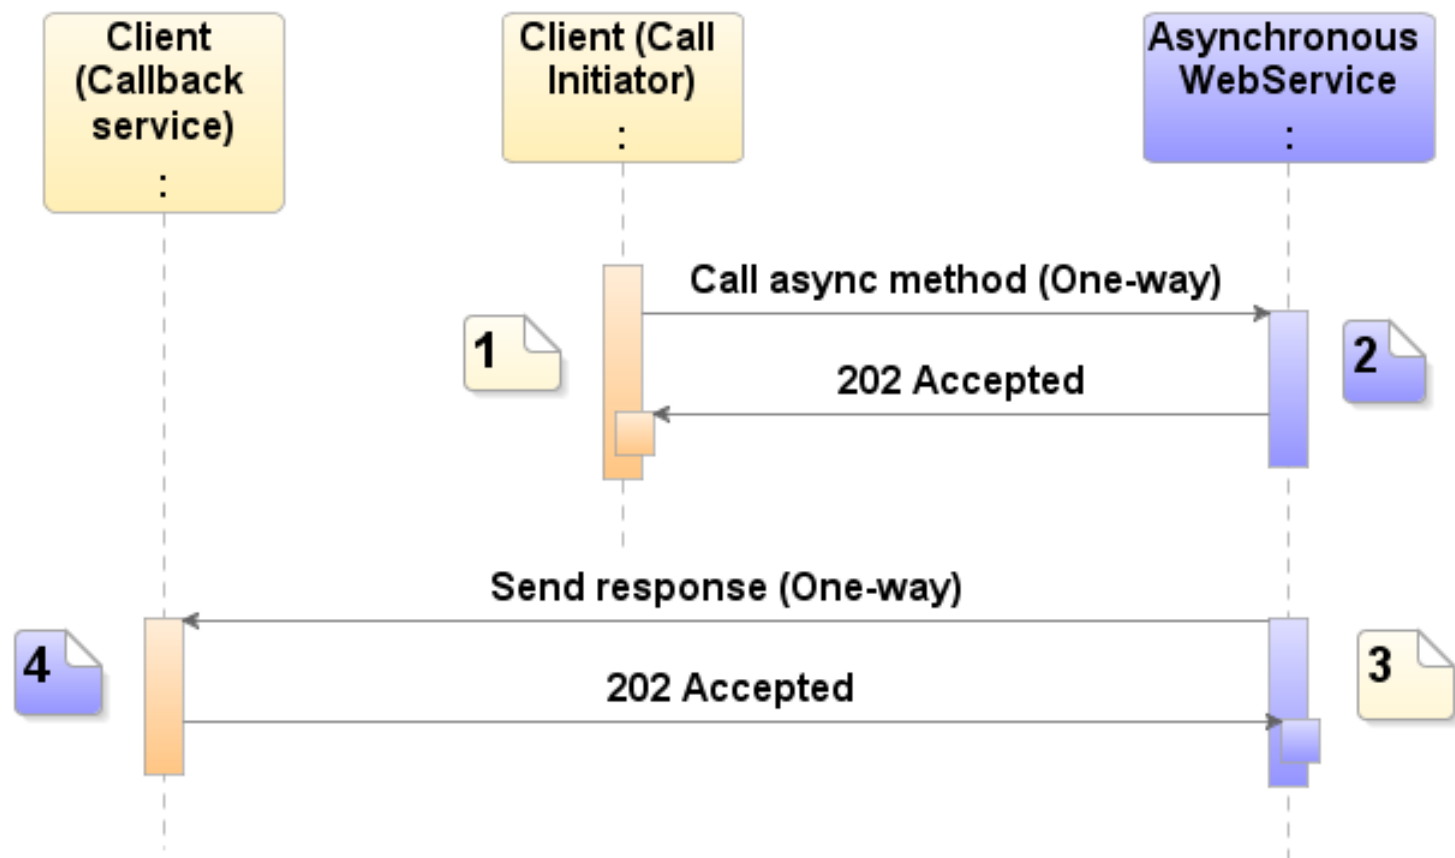 Client
(Callback
service)
:
Client (Call
Initiator)
:
Asynchronous
WebService
:
Call async method (One-way)
1
2
202 Accepted
Send response (One-way)
4
3
202 Accepted